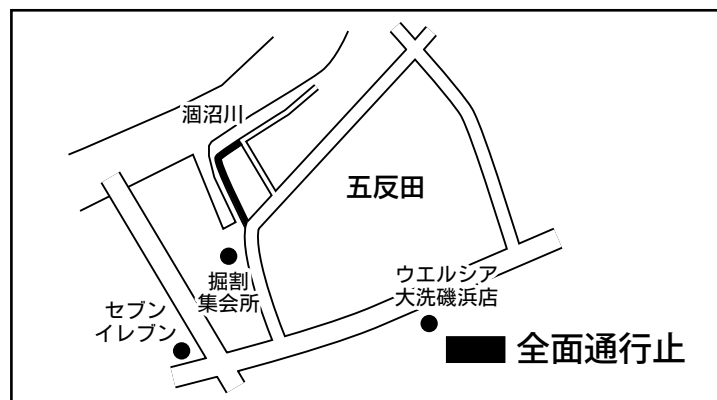 涸沼川
五反田
掘割
集会所
ウエルシア
大洗磯浜店
セブン
イレブン
全面通行止